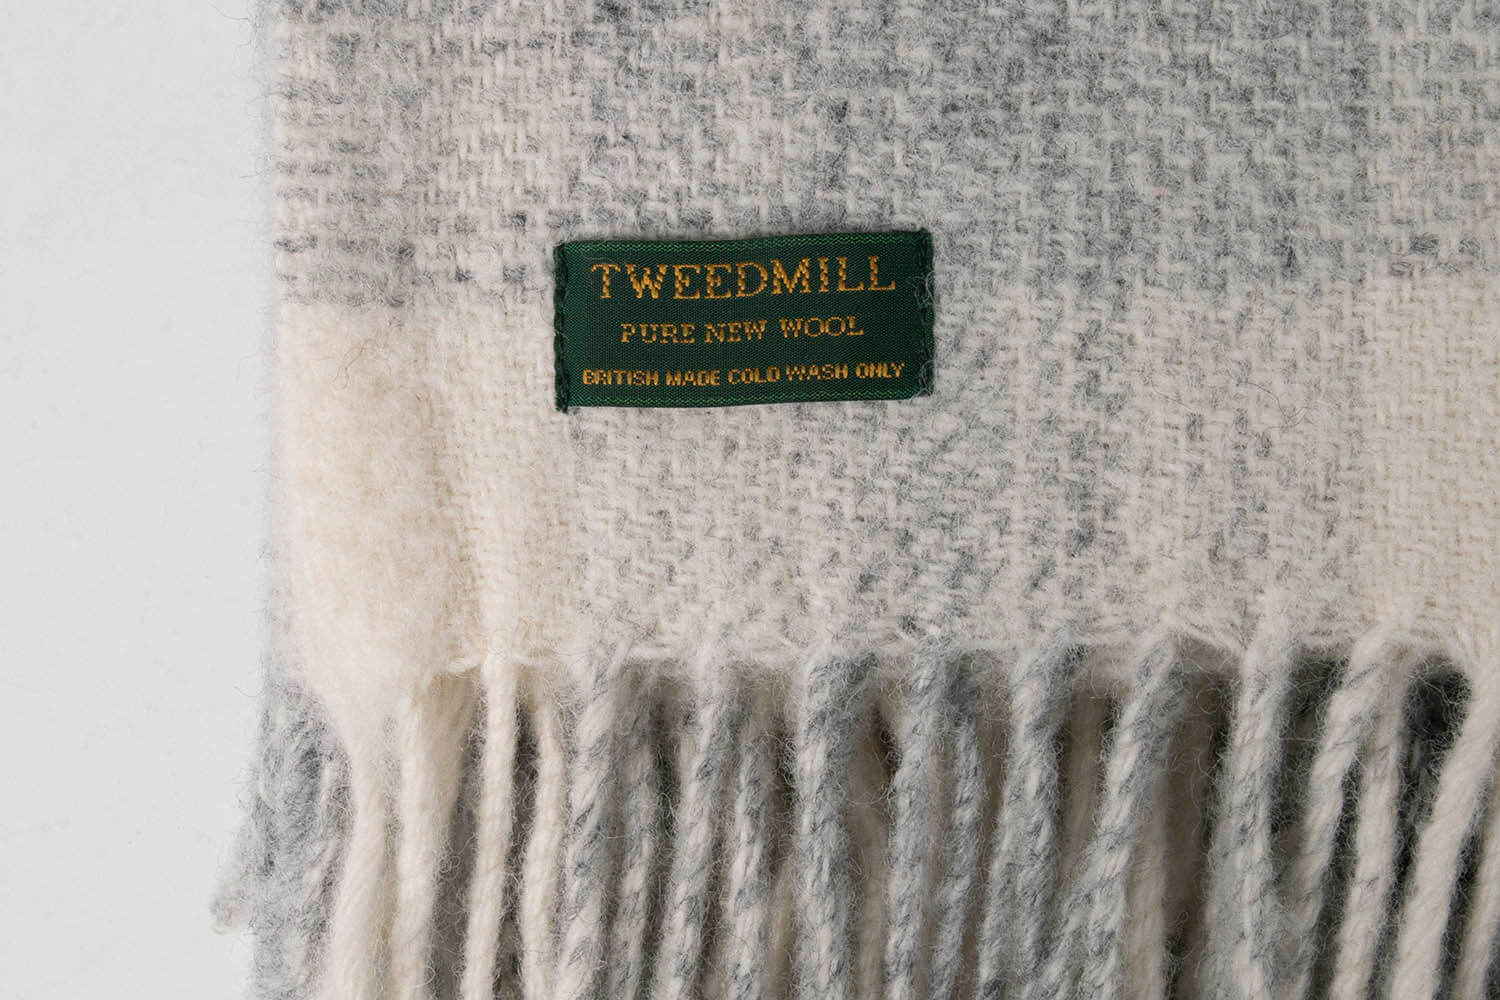 TWEEDMILL
PURE NEW WOOL
BRITISH MADE COLD WASH ONLY